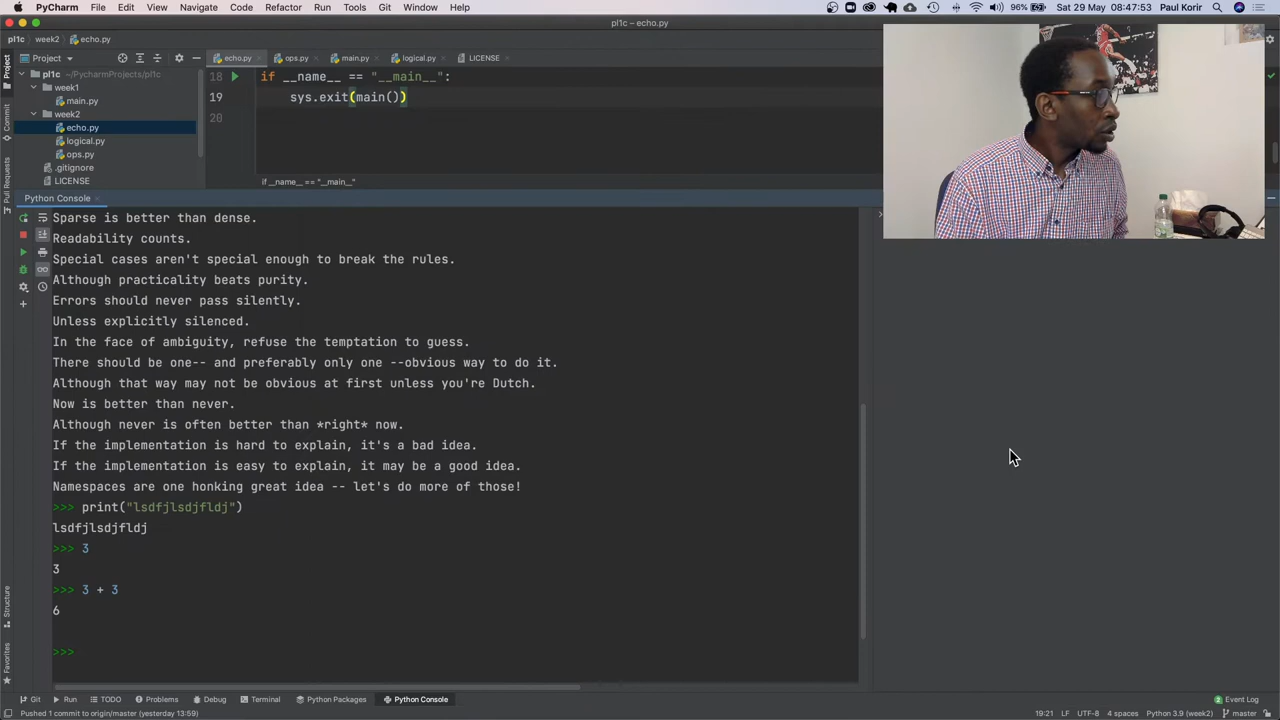 PyCharm File Edit View Navigate Code Refactor Run Tools Git Window Help 96% Sat 29 May 08:47:53 Paul Korir
pl1c – echo.py
pl1c week2 echo.py
Project echo.py ops.py main.py logical.py LICENSE
pl1c ~/PycharmProjects/pl1c
week1
main.py
week2
echo.py
logical.py
ops.py
.gitignore
LICENSE
18 if __name__ == "__main__":
19 sys.exit(main())
20
if __name__ == "__main__"
Project
Commit
Pull Requests
Structure
Favorites
Python Console
Sparse is better than dense.
Readability counts.
Special cases aren't special enough to break the rules.
Although practicality beats purity.
Errors should never pass silently.
Unless explicitly silenced.
In the face of ambiguity, refuse the temptation to guess.
There should be one-- and preferably only one --obvious way to do it.
Although that way may not be obvious at first unless you're Dutch.
Now is better than never.
Although never is often better than *right* now.
If the implementation is hard to explain, it's a bad idea.
If the implementation is easy to explain, it may be a good idea.
Namespaces are one honking great idea -- let's do more of those!
>>> print("lsdfjlsdjfldj")
lsdfjlsdjfldj
>>> 3
3
>>> 3 + 3
6
>>>
Git Run TODO Problems Debug Terminal Python Packages Python Console Event Log
Pushed 1 commit to origin/master (yesterday 13:59) 19:21 LF UTF-8 4 spaces Python 3.9 (week2) master